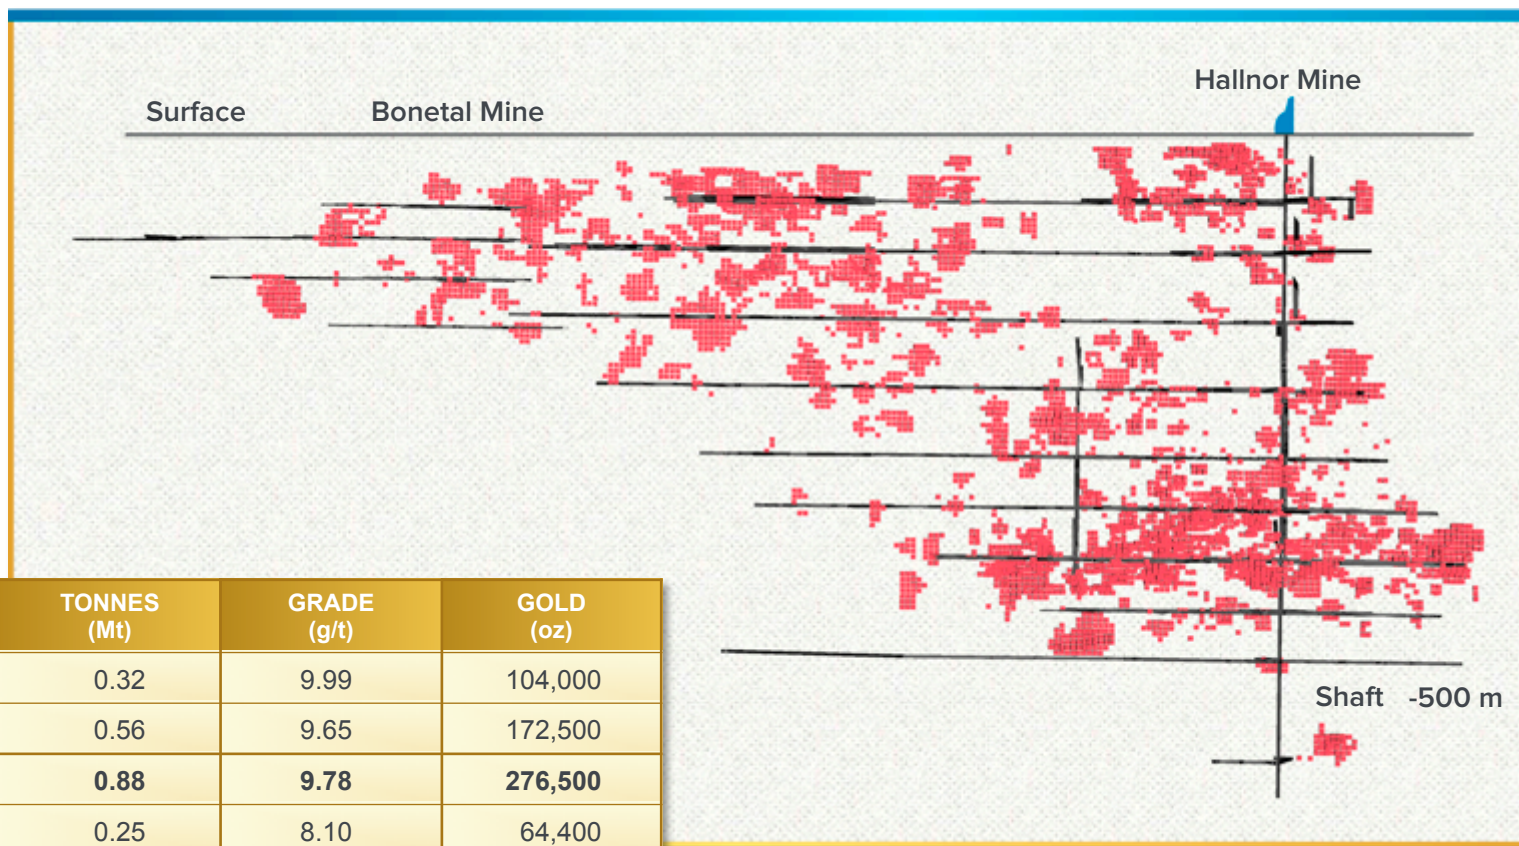 Hallnor Mine
Surface Bonetal Mine
Shaft -500 m
TONNES GRADE GOLD
(Mt) (g/t) (oz)
0.32 9.99 104,000
0.56 9.65 172,500
0.88 9.78 276,500
0.25 8.10 64,400